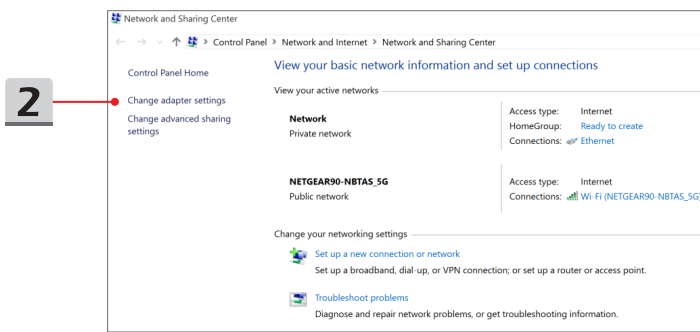 Network and Sharing Center
Control Panel > Network and Internet > Network and Sharing Center
2
Control Panel Home
Change adapter settings
Change advanced sharing
settings
View your basic network information and set up connections
View your active networks
Network
Private network
Access type: Internet
HomeGroup: Ready to create
Connections: Ethernet
NETGEAR90-NBTAS_5G
Public network
Access type: Internet
Connections: Wi-Fi (NETGEAR90-NBTAS_5G)
Change your networking settings
Set up a new connection or network
Set up a broadband, dial-up, or VPN connection; or set up a router or access point.
Troubleshoot problems
Diagnose and repair network problems, or get troubleshooting information.